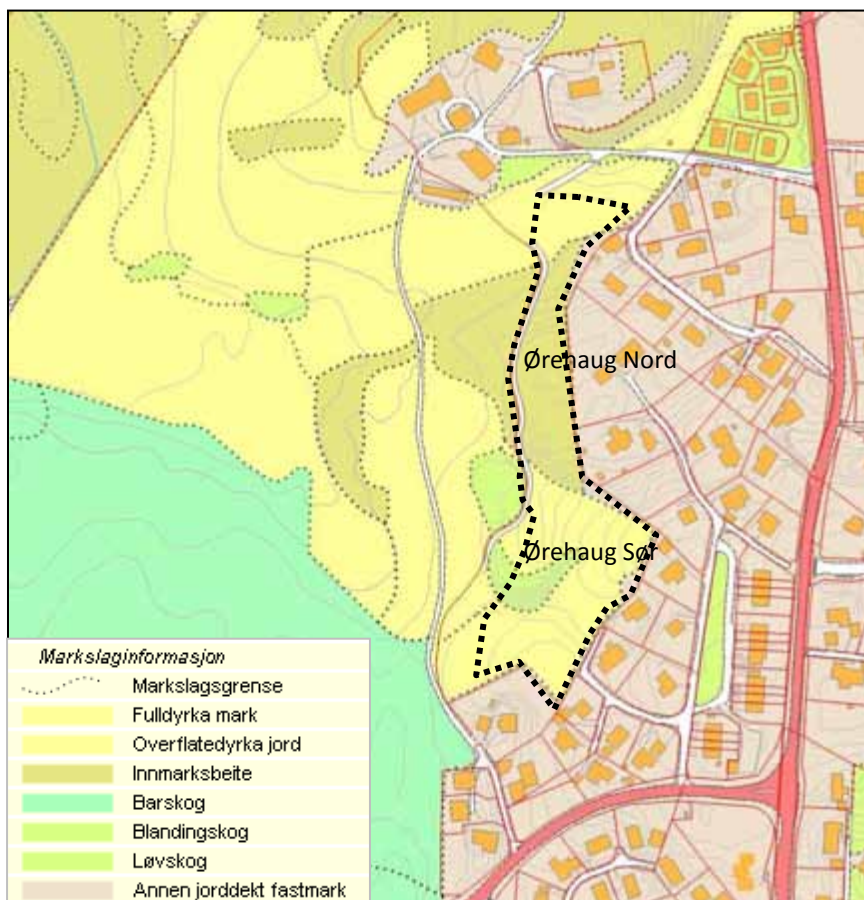 Ørehaug Nord
Ørehaug Sør
Markslaginformasjon
Markslagsgrense
Fulldyrka mark
Overflatedyrka jord
Innmarksbeite
Barskog
Blandingskog
Løvskog
Annen jorddekt fastmark